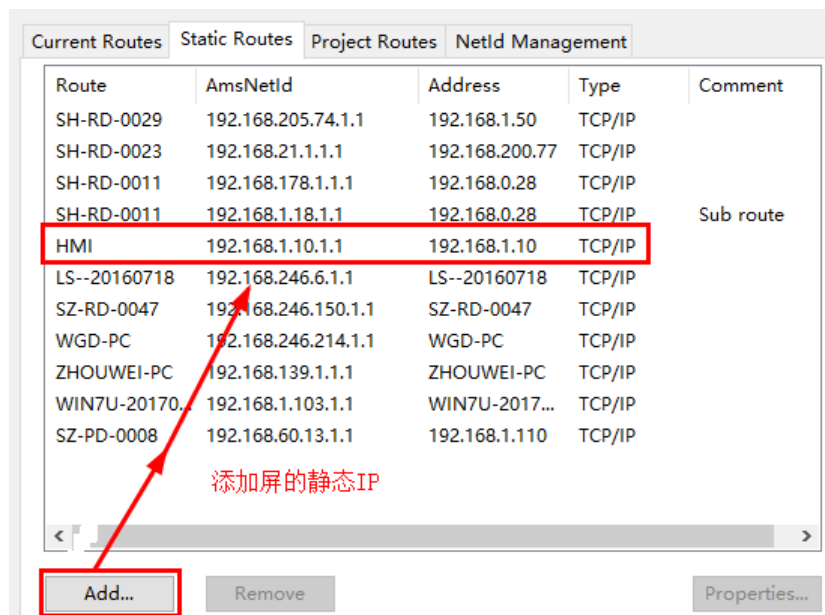 Current Routes Static Routes Project Routes NetId Management
Route AmsNetId Address Type Comment
SH-RD-0029 192.168.205.74.1.1 192.168.1.50 TCP/IP
SH-RD-0023 192.168.21.1.1.1 192.168.200.77 TCP/IP
SH-RD-0011 192.168.178.1.1.1 192.168.0.28 TCP/IP
SH-RD-0011 192.168.1.18.1.1 192.168.0.28 TCP/IP Sub route
HMI 192.168.1.10.1.1 192.168.1.10 TCP/IP
LS--20160718 192.168.246.6.1.1 LS--20160718 TCP/IP
SZ-RD-0047 192.168.246.150.1.1 SZ-RD-0047 TCP/IP
WGD-PC 192.168.246.214.1.1 WGD-PC TCP/IP
ZHOUWEI-PC 192.168.139.1.1.1 ZHOUWEI-PC TCP/IP
WIN7U-20170... 192.168.1.103.1.1 WIN7U-2017... TCP/IP
SZ-PD-0008 192.168.60.13.1.1 192.168.1.110 TCP/IP
添加屏的静态IP
Add... Remove Properties...